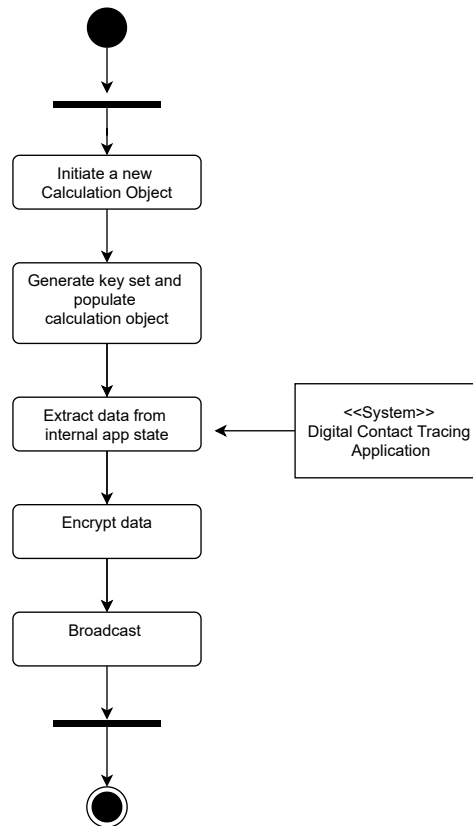 Initiate a new
Calculation Object
Generate key set and
populate
calculation object
Extract data from
internal app state
<<System>>
Digital Contact Tracing
Application
Encrypt data
Broadcast